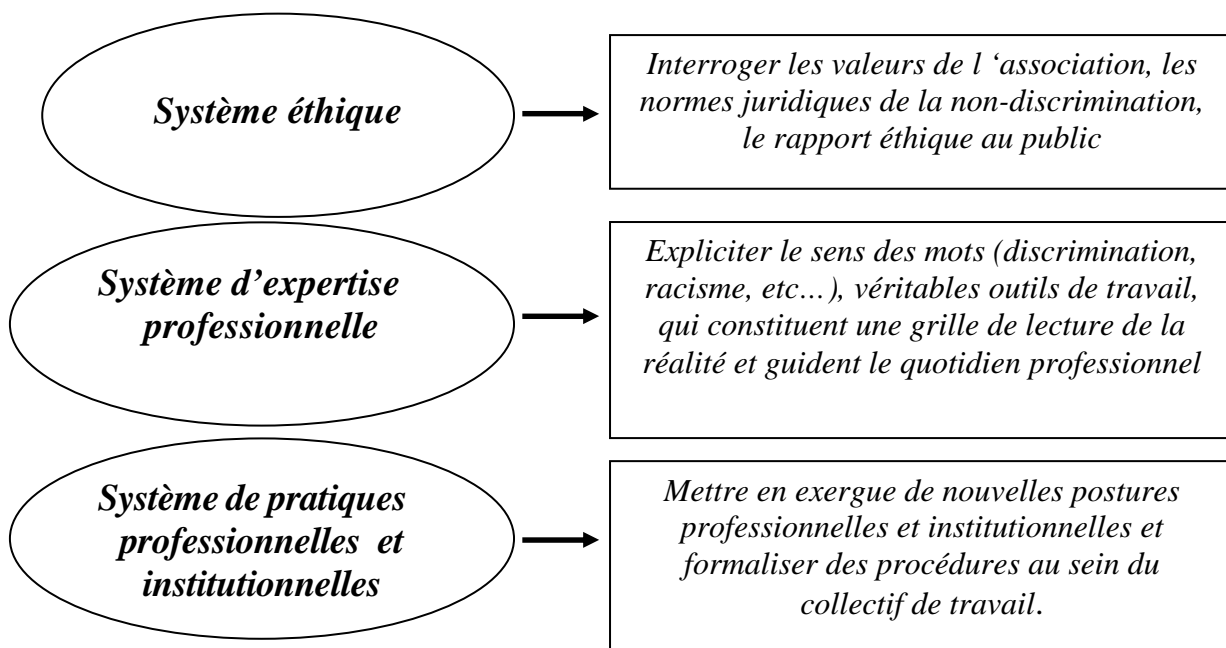 Système éthique
Interroger les valeurs de l ‘association, les
normes juridiques de la non-discrimination,
le rapport éthique au public
Système d’expertise
professionnelle
Expliciter le sens des mots (discrimination,
racisme, etc…), véritables outils de travail,
qui constituent une grille de lecture de la
réalité et guident le quotidien professionnel
Système de pratiques
professionnelles et
institutionnelles
Mettre en exergue de nouvelles postures
professionnelles et institutionnelles et
formaliser des procédures au sein du
collectif de travail.